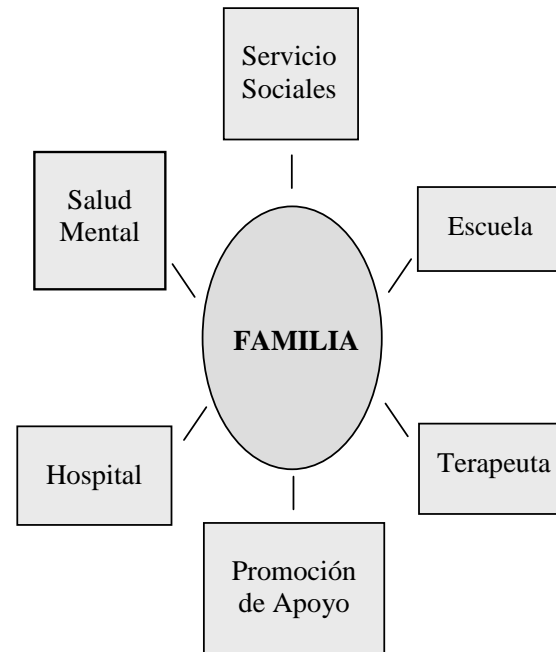 Servicio
Sociales
Salud
Mental
Escuela
FAMILIA
Hospital
Terapeuta
Promoción
de Apoyo